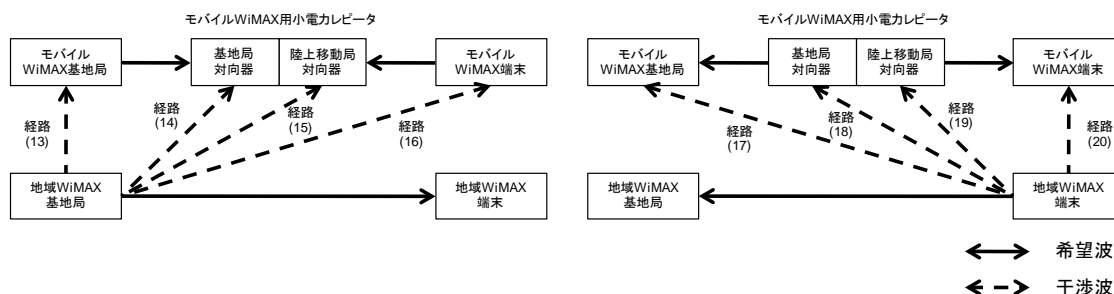 モバイルWiMAX用小電力レピータ
モバイル
WiMAX基地局
基地局
対向器
陸上移動局
対向器
モバイル
WiMAX端末
経路
(13)
経路
(14)
経路
(15)
経路
(16)
地域WiMAX
基地局
地域WiMAX
端末
モバイルWiMAX用小電力レピータ
モバイル
WiMAX基地局
基地局
対向器
陸上移動局
対向器
モバイル
WiMAX端末
経路
(17)
経路
(18)
経路
(19)
経路
(20)
地域WiMAX
基地局
地域WiMAX
端末
希望波
干渉波